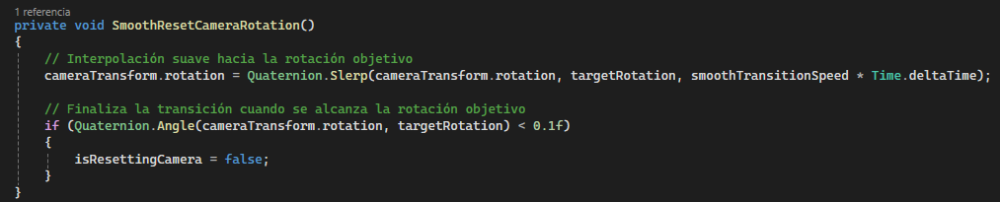 1 referencia
private void SmoothResetCameraRotation()
{
    // Interpolación suave hacia la rotación objetivo
    cameraTransform.rotation = Quaternion.Slerp(cameraTransform.rotation, targetRotation, smoothTransitionSpeed * Time.deltaTime);

    // Finaliza la transición cuando se alcanza la rotación objetivo
    if (Quaternion.Angle(cameraTransform.rotation, targetRotation) < 0.1f)
    {
        isResettingCamera = false;
    }
}